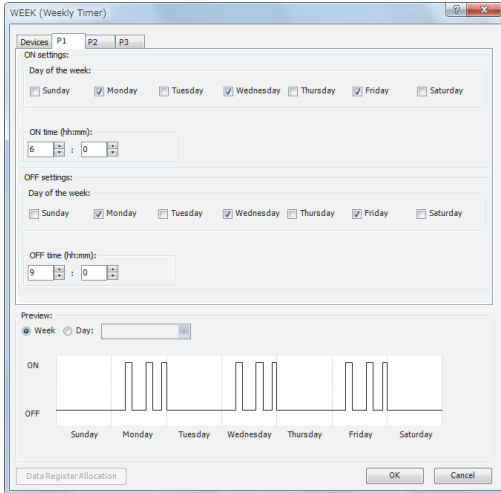 WEEK (Weekly Timer)
Devices P1 P2 P3
ON settings:
Day of the week:
Sunday Monday Tuesday Wednesday Thursday Friday Saturday
ON time (hh:mm):
6 : 0
OFF settings:
Day of the week:
Sunday Monday Tuesday Wednesday Thursday Friday Saturday
OFF time (hh:mm):
9 : 0
Preview:
Week Day:
ON
OFF
Sunday Monday Tuesday Wednesday Thursday Friday Saturday
Data Register Allocation OK Cancel